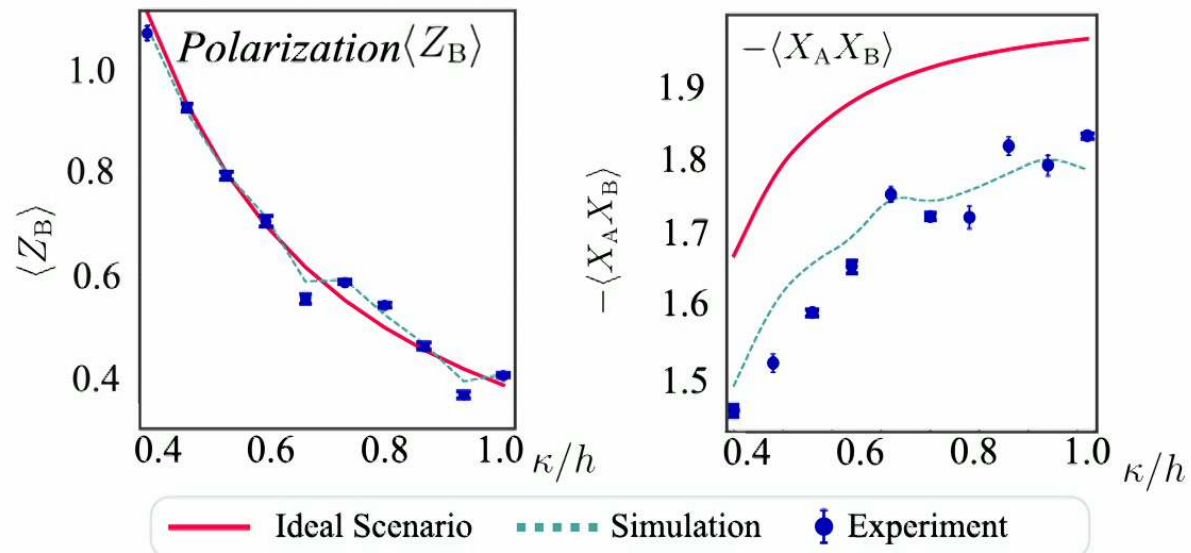 Polarization⟨Z_B⟩
1.0
0.8
0.6
0.4
⟨Z_B⟩
0.4 0.6 0.8 1.0 κ/h
−⟨X_A X_B⟩
1.9
1.8
1.7
1.6
1.5
−⟨X_A X_B⟩
0.4 0.6 0.8 1.0 κ/h
Ideal Scenario Simulation Experiment